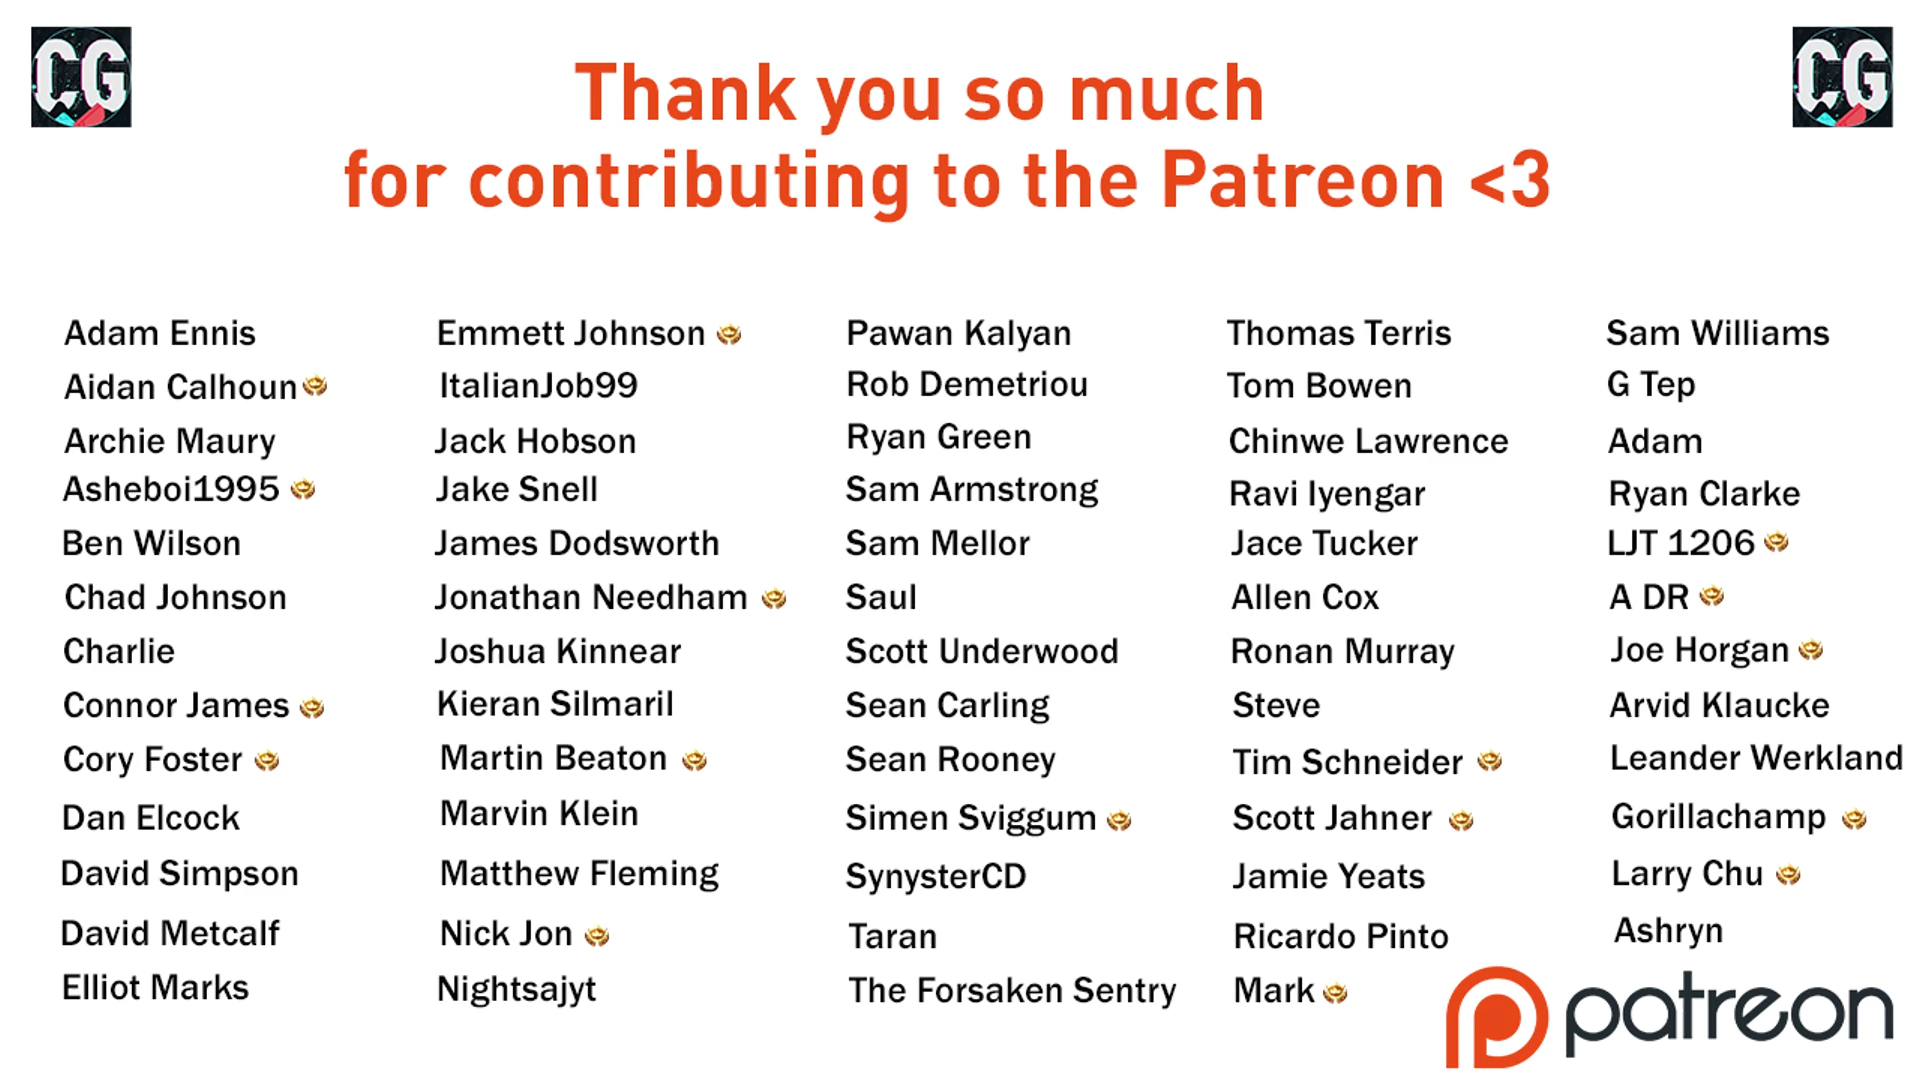 CG
CG
Thank you so much
for contributing to the Patreon <3
Adam Ennis
Aidan Calhoun
Archie Maury
Asheboi1995
Ben Wilson
Chad Johnson
Charlie
Connor James
Cory Foster
Dan Elcock
David Simpson
David Metcalf
Elliot Marks
Emmett Johnson
ItalianJob99
Jack Hobson
Jake Snell
James Dodsworth
Jonathan Needham
Joshua Kinnear
Kieran Silmaril
Martin Beaton
Marvin Klein
Matthew Fleming
Nick Jon
Nightsajyt
Pawan Kalyan
Rob Demetriou
Ryan Green
Sam Armstrong
Sam Mellor
Saul
Scott Underwood
Sean Carling
Sean Rooney
Simen Sviggum
SynysterCD
Taran
The Forsaken Sentry
Thomas Terris
Tom Bowen
Chinwe Lawrence
Ravi Iyengar
Jace Tucker
Allen Cox
Ronan Murray
Steve
Tim Schneider
Scott Jahner
Jamie Yeats
Ricardo Pinto
Mark
Sam Williams
G Tep
Adam
Ryan Clarke
LJT 1206
A DR
Joe Horgan
Arvid Klaucke
Leander Werkland
Gorillachamp
Larry Chu
Ashryn
patreon